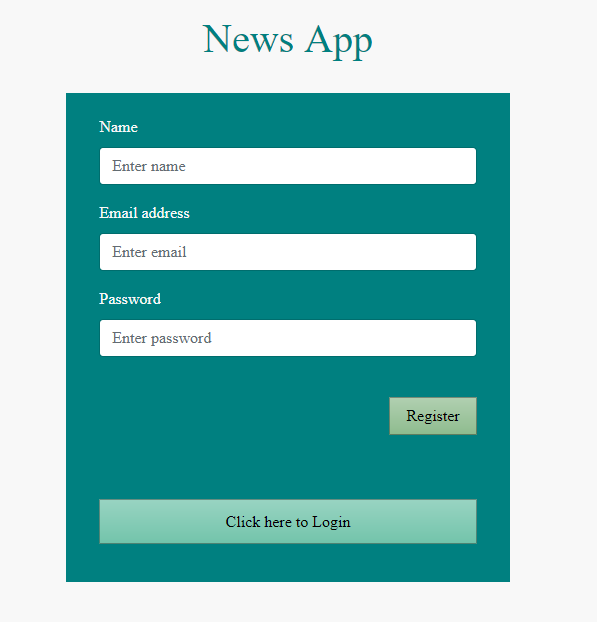 News App
Name
Enter name
Email address
Enter email
Password
Enter password
Register
Click here to Login